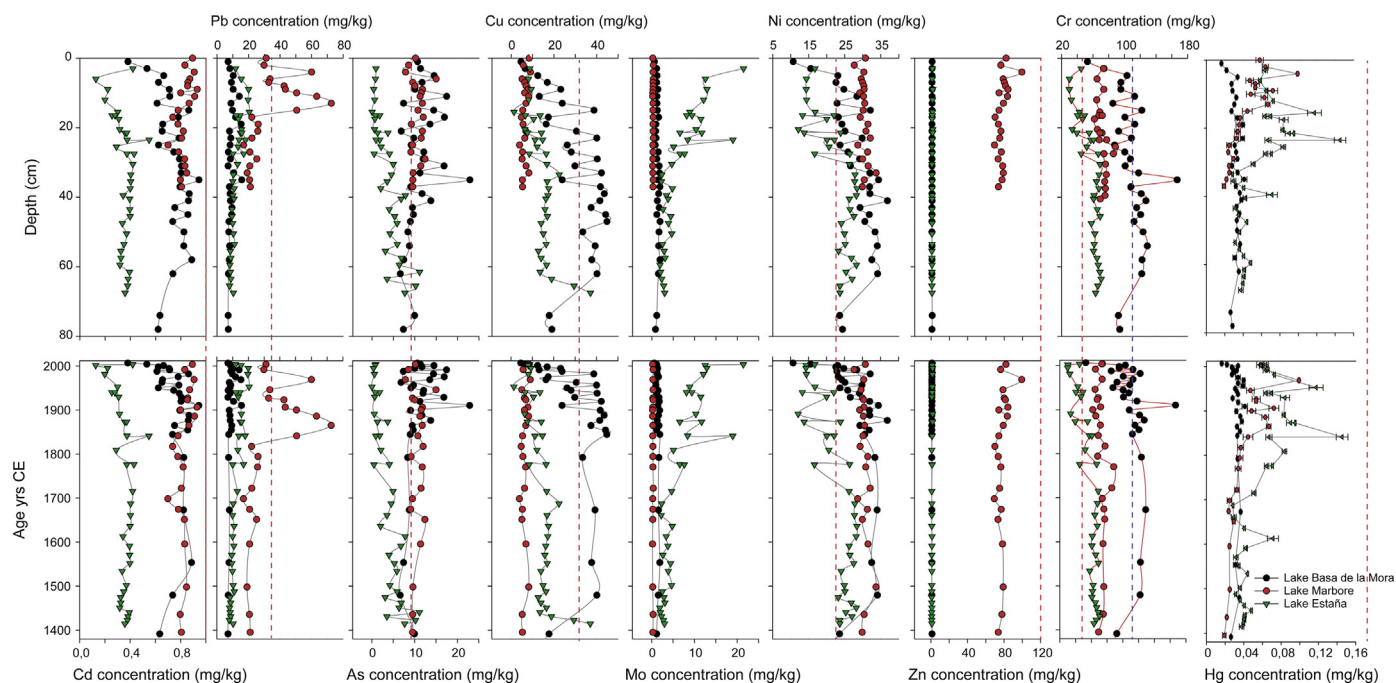 Pb concentration (mg/kg) Cu concentration (mg/kg) Ni concentration (mg/kg) Cr concentration (mg/kg)
0 20 40 60 80 0 20 40 5 15 25 35 20 100 180
0
20
40
60
80
Depth (cm)
2000
1900
1800
1700
1600
1500
1400
Age yrs CE
Lake Basa de la Mora
Lake Marbore
Lake Estaña
0,0 0,4 0,8 0 10 20 0 10 20 0 20 40 60 80 100 120 0 0,04 0,08 0,12 0,16
Cd concentration (mg/kg) As concentration (mg/kg) Mo concentration (mg/kg) Zn concentration (mg/kg) Hg concentration (mg/kg)